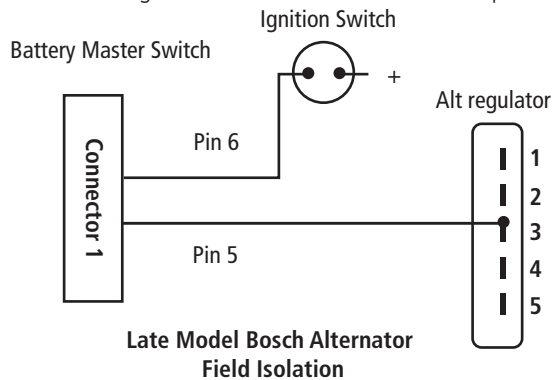 Ignition Switch
Battery Master Switch
+
Alt regulator
Connector 1
Pin 6
Pin 5
1
2
3
4
5
Late Model Bosch Alternator
Field Isolation